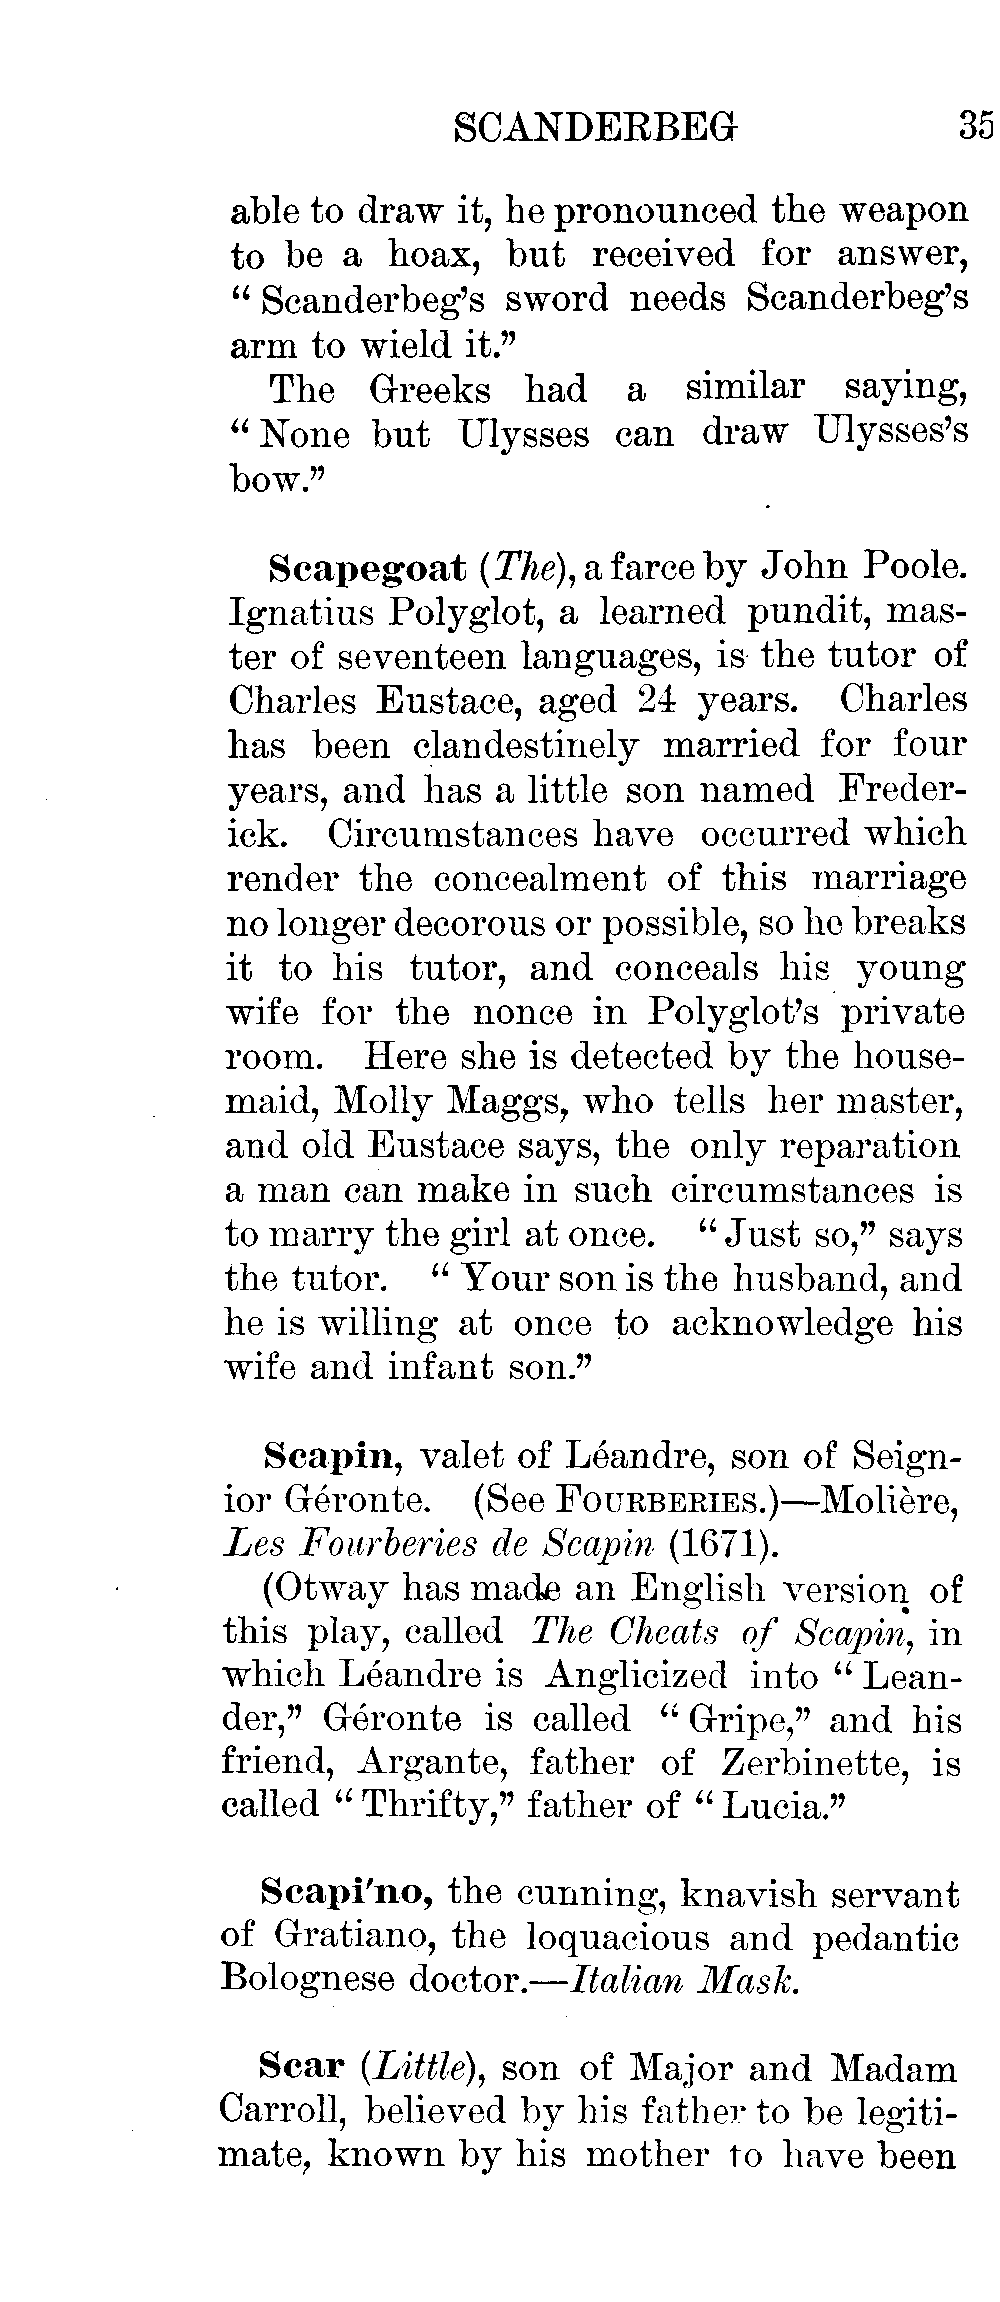 SCANDERBEG 35
able to draw it, he pronounced the weapon
to be a hoax, but received for answer,
“Scanderbeg’s sword needs Scanderbeg’s
arm to wield it.”
The Greeks had a similar saying,
“None but Ulysses can draw Ulysses’s
bow.”
Scapegoat (The), a farce by John Poole.
Ignatius Polyglot, a learned pundit, mas-
ter of seventeen languages, is the tutor of
Charles Eustace, aged 24 years. Charles
has been clandestinely married for four
years, and has a little son named Freder-
ick. Circumstances have occurred which
render the concealment of this marriage
no longer decorous or possible, so he breaks
it to his tutor, and conceals his young
wife for the nonce in Polyglot’s private
room. Here she is detected by the house-
maid, Molly Maggs, who tells her master,
and old Eustace says, the only reparation
a man can make in such circumstances is
to marry the girl at once. “Just so,” says
the tutor. “Your son is the husband, and
he is willing at once to acknowledge his
wife and infant son.”
Scapin, valet of Léandre, son of Seign-
ior Géronte. (See FOURBERIES.)—Molière,
Les Fourberies de Scapin (1671).
(Otway has made an English version of
this play, called The Cheats of Scapin, in
which Léandre is Anglicized into “Lean-
der,” Géronte is called “Gripe,” and his
friend, Argante, father of Zerbinette, is
called “Thrifty,” father of “Lucia.”
Scapi'no, the cunning, knavish servant
of Gratiano, the loquacious and pedantic
Bolognese doctor.—Italian Mask.
Scar (Little), son of Major and Madam
Carroll, believed by his father to be legiti-
mate, known by his mother to have been